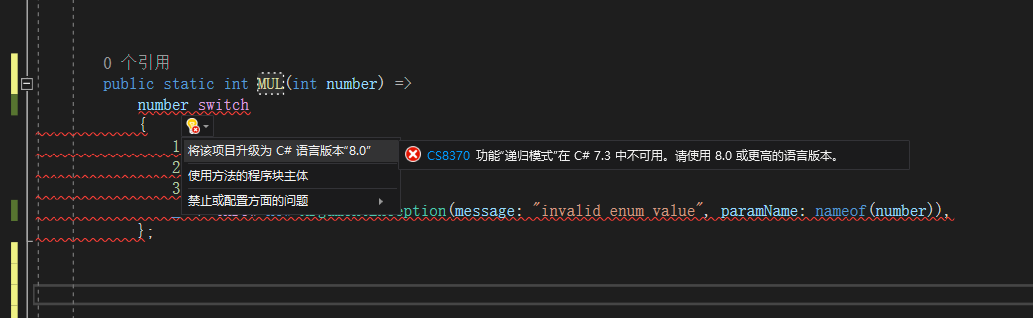 0 个引用
public static int MUL(int number) =>
number switch
{
1
将该项目升级为 C# 语言版本“8.0”
CS8370 功能“递归模式”在 C# 7.3 中不可用。请使用 8.0 或更高的语言版本。
2
使用方法的程序块主体
3
禁止或配置方面的问题
(message: "invalid enum value", paramName: nameof(number)),
};